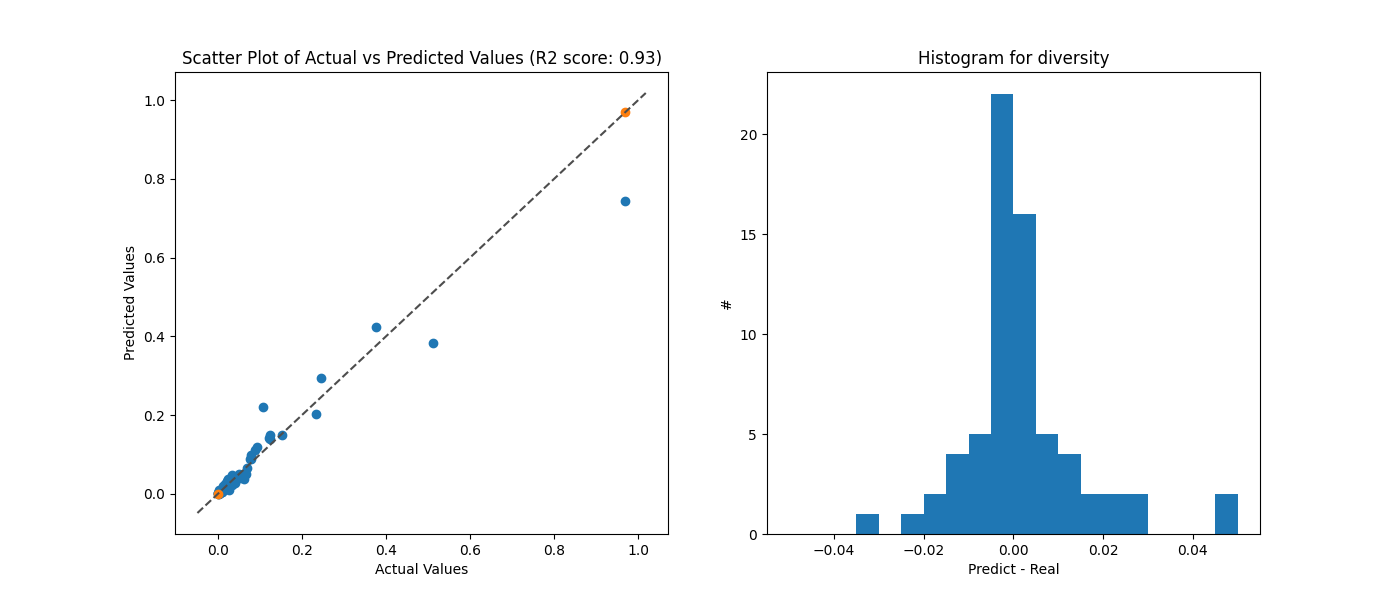 Scatter Plot of Actual vs Predicted Values (R2 score: 0.93)
Predicted Values
1.0
0.8
0.6
0.4
0.2
0.0
0.0 0.2 0.4 0.6 0.8 1.0
Actual Values
Histogram for diversity
#
20
15
10
5
0
−0.04 −0.02 0.00 0.02 0.04
Predict - Real